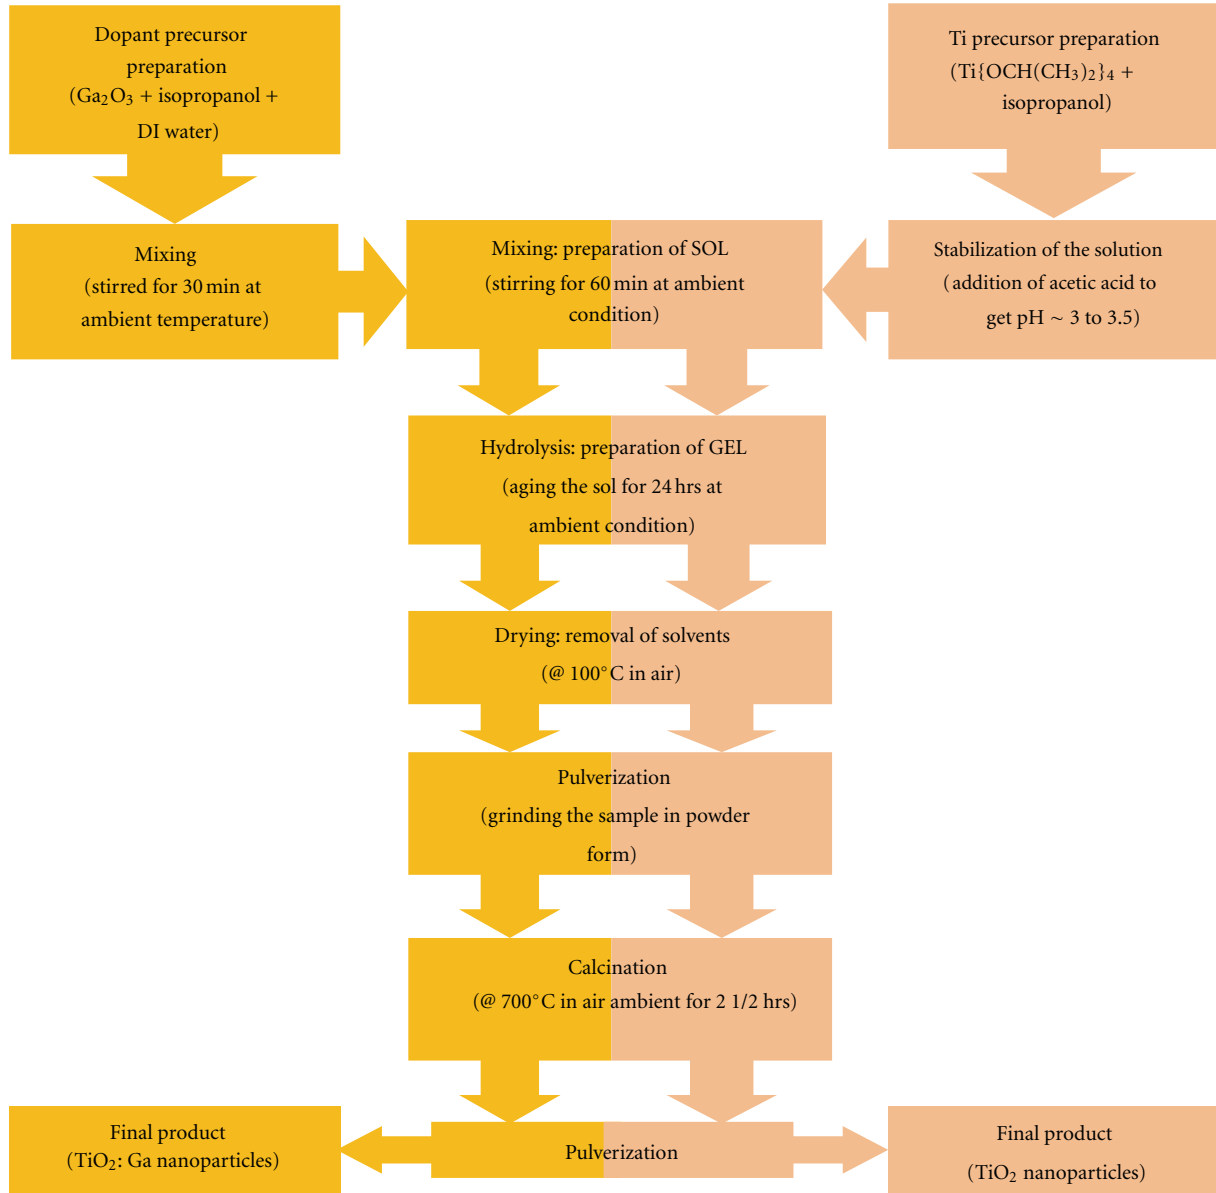 Dopant precursor
preparation
(Ga₂O₃ + isopropanol +
DI water)
Ti precursor preparation
(Ti{OCH(CH₃)₂}₄ +
isopropanol)
Mixing
(stirred for 30 min at
ambient temperature)
Mixing: preparation of SOL
(stirring for 60 min at ambient
condition)
Stabilization of the solution
(addition of acetic acid to
get pH ∼ 3 to 3.5)
Hydrolysis: preparation of GEL
(aging the sol for 24 hrs at
ambient condition)
Drying: removal of solvents
(@ 100°C in air)
Pulverization
(grinding the sample in powder
form)
Calcination
(@ 700°C in air ambient for 2 1/2 hrs)
Final product
(TiO₂: Ga nanoparticles)
Pulverization
Final product
(TiO₂ nanoparticles)